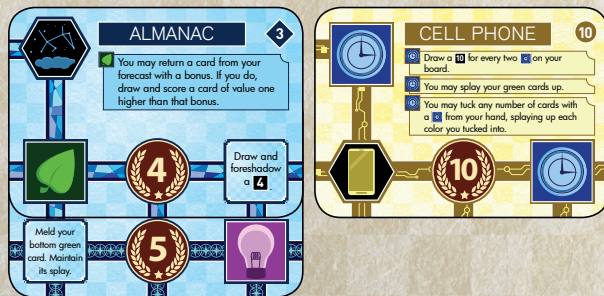 ALMANAC
3
You may return a card from your
forecast with a bonus. If you do,
draw and score a card of value one
higher than that bonus.
4
Draw and
foreshadow
a 4
Meld your
bottom green
card. Maintain
its splay.
5
CELL PHONE
10
Draw a 10 for every two on your
board.
You may splay your green cards up.
You may tuck any number of cards with
a from your hand, splaying up each
color you tucked into.
10